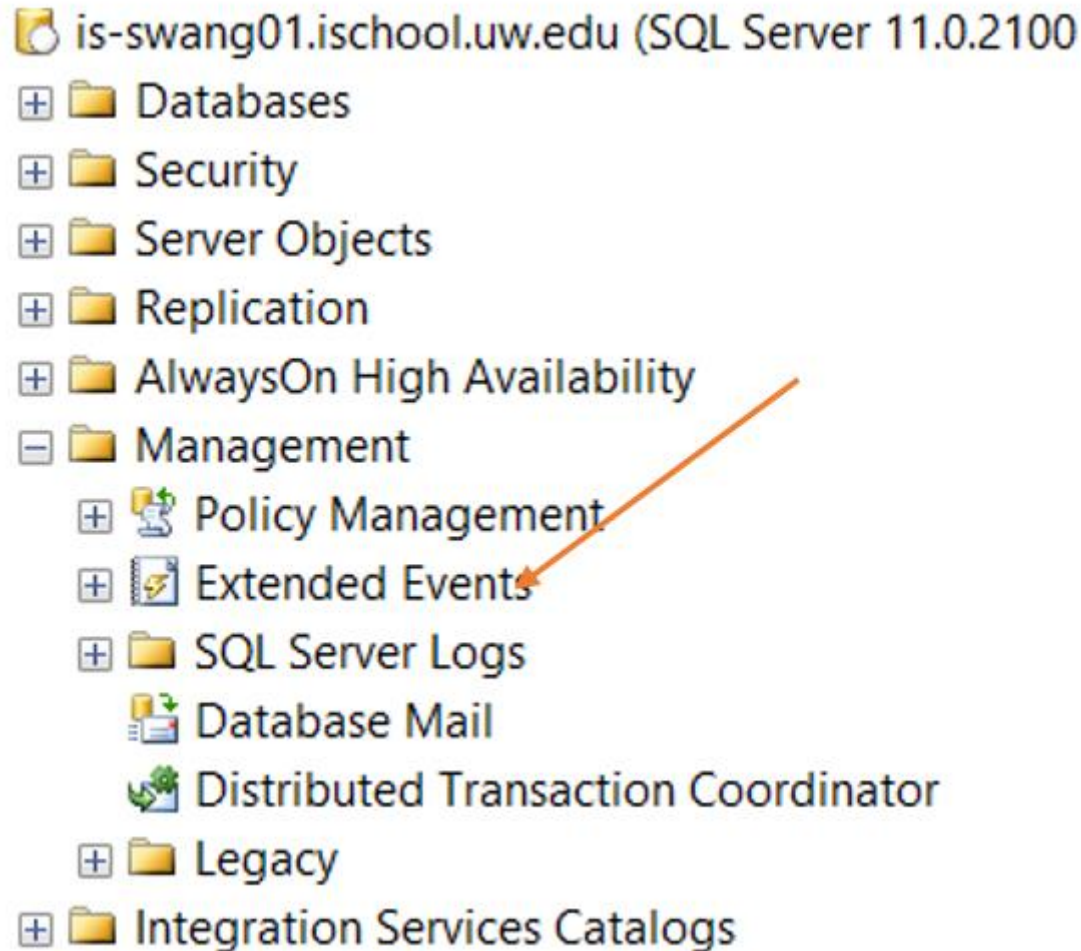 is-swang01.ischool.uw.edu (SQL Server 11.0.2100
Databases
Security
Server Objects
Replication
AlwaysOn High Availability
Management
Policy Management
Extended Events
SQL Server Logs
Database Mail
Distributed Transaction Coordinator
Legacy
Integration Services Catalogs